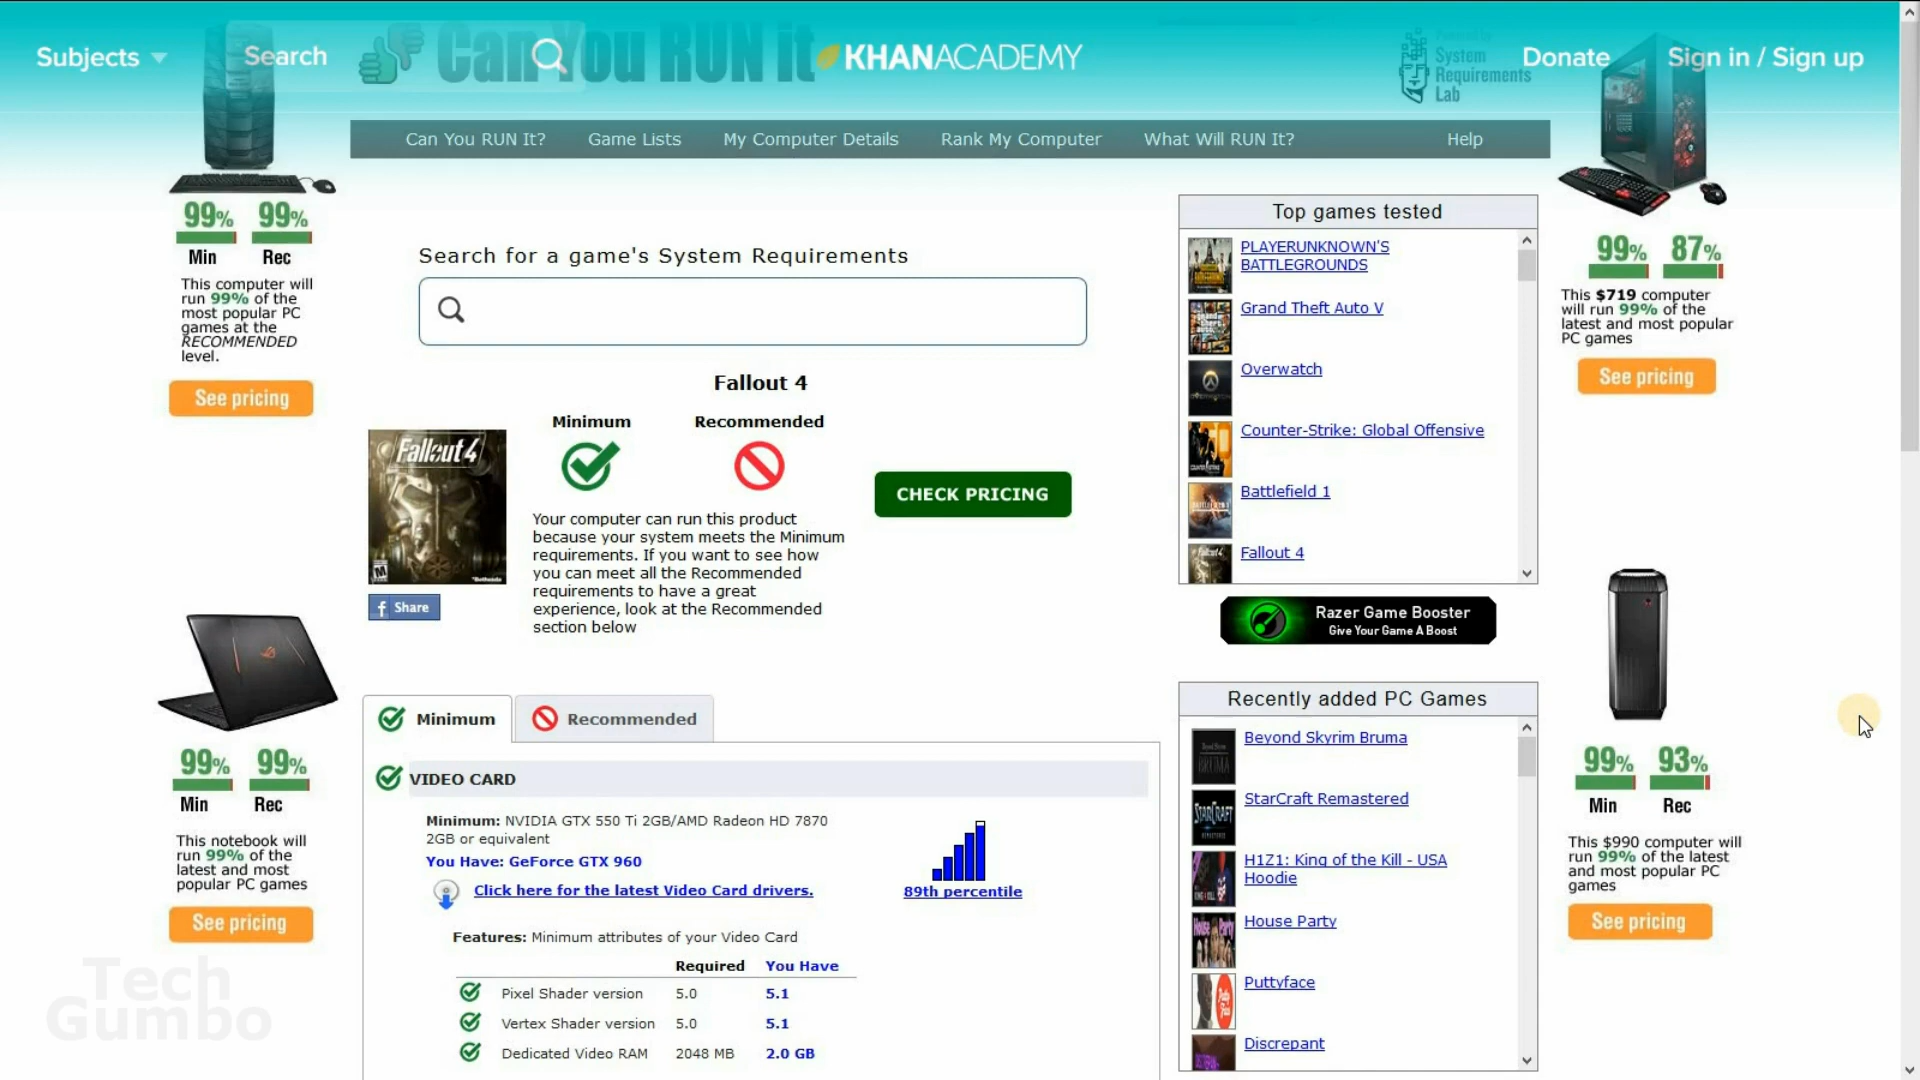 Subjects
Search
Can You RUN it
KHANACADEMY
Powered by
System
Requirements
Lab
Donate
Sign in / Sign up
Can You RUN It?
Game Lists
My Computer Details
Rank My Computer
What Will RUN It?
Help
99% 99%
Min Rec
This computer will
run 99% of the
most popular PC
games at the
RECOMMENDED
level.
See pricing
Search for a game's System Requirements
Fallout 4
Minimum
Recommended
Fallout 4
M
Bethesda
Share
Your computer can run this product
because your system meets the Minimum
requirements. If you want to see how
you can meet all the Recommended
requirements to have a great
experience, look at the Recommended
section below
CHECK PRICING
Top games tested
PLAYERUNKNOWN'S
BATTLEGROUNDS
Grand Theft Auto V
Overwatch
Counter-Strike: Global Offensive
Battlefield 1
Fallout 4
Razer Game Booster
Give Your Game A Boost
99% 87%
This $719 computer
will run 99% of the
latest and most popular
PC games
See pricing
99% 99%
Min Rec
This notebook will
run 99% of the
latest and most
popular PC games
See pricing
Minimum
Recommended
VIDEO CARD
Minimum: NVIDIA GTX 550 Ti 2GB/AMD Radeon HD 7870
2GB or equivalent
You Have: GeForce GTX 960
Click here for the latest Video Card drivers.
89th percentile
Features: Minimum attributes of your Video Card
Required You Have
Pixel Shader version 5.0 5.1
Vertex Shader version 5.0 5.1
Dedicated Video RAM 2048 MB 2.0 GB
Recently added PC Games
Beyond Skyrim Bruma
StarCraft Remastered
H1Z1: King of the Kill - USA
Hoodie
House Party
Puttyface
Discrepant
99% 93%
Min Rec
This $990 computer will
run 99% of the latest
and most popular PC
games
See pricing
Tech
Gumbo